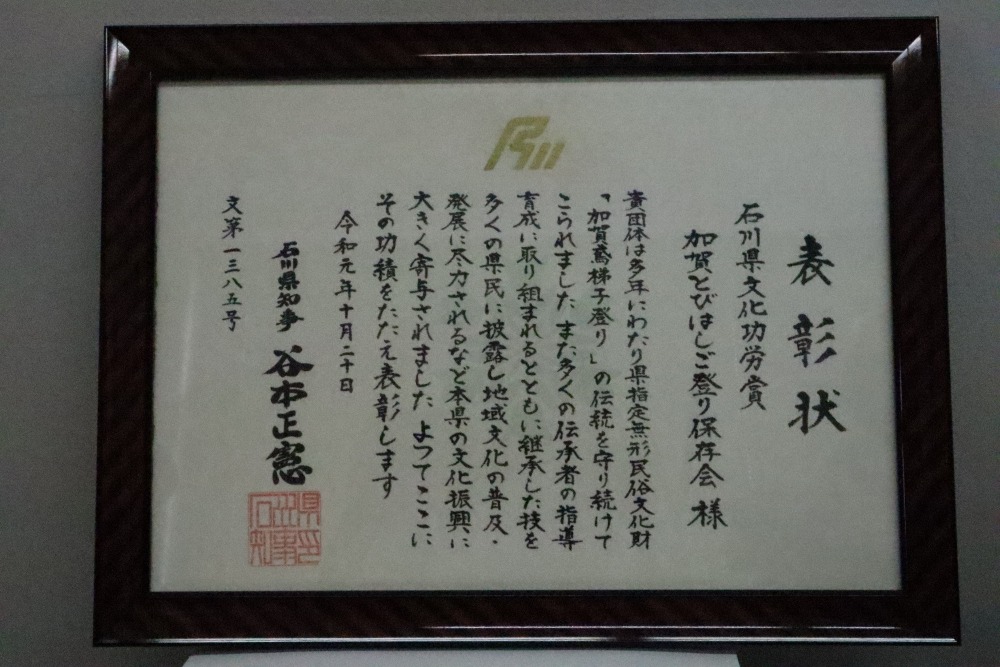 表彰状
石川県文化功労賞
加賀とびはしご登り保存会 様
貴団体は多年にわたり県指定無形民俗文化財
「加賀鳶梯子登り」の伝統を守り続けて
こられました また多くの伝承者の指導
育成に取り組まれるとともに継承した技を
多くの県民に披露し地域文化の普及・
発展に尽力されるなど本県の文化振興に
大きく寄与されました よつてここに
その功績をたたえ表彰します
令和元年十月二十日
石川県知事 谷本正憲
文第一三八五号